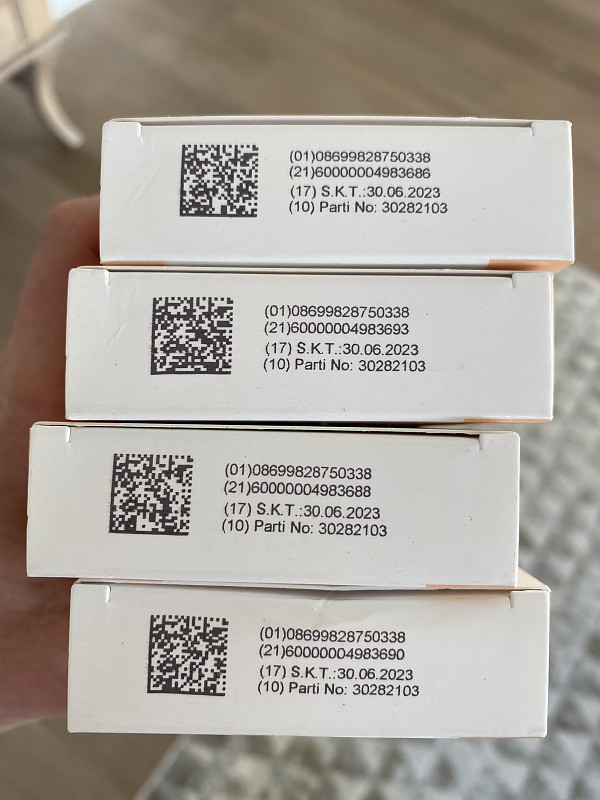 (01)08699828750338
(21)60000004983686
(17) S.K.T.:30.06.2023
(10) Parti No: 30282103
(01)08699828750338
(21)60000004983693
(17) S.K.T.:30.06.2023
(10) Parti No: 30282103
(01)08699828750338
(21)60000004983688
(17) S.K.T.:30.06.2023
(10) Parti No: 30282103
(01)08699828750338
(21)60000004983690
(17) S.K.T.:30.06.2023
(10) Parti No: 30282103